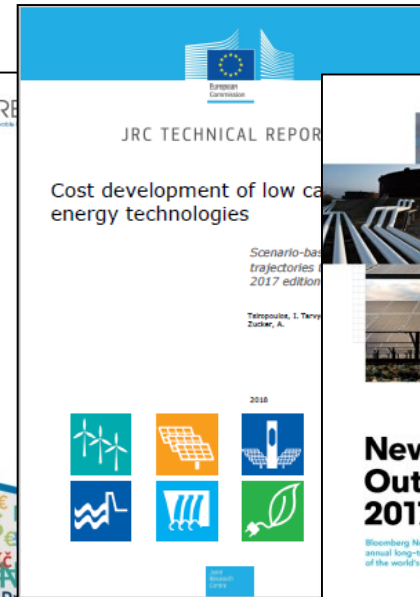 RE
European
Commission
JRC TECHNICAL REPOR
Cost development of low ca
energy technologies
Scenario-bas
trajectories t
2017 edition
Tsiropoulos, I. Tarvy
Zucker, A.
2018
Joint
Research
Centre
New
Out
201
Bloomberg Ne
annual long-t
of the world's